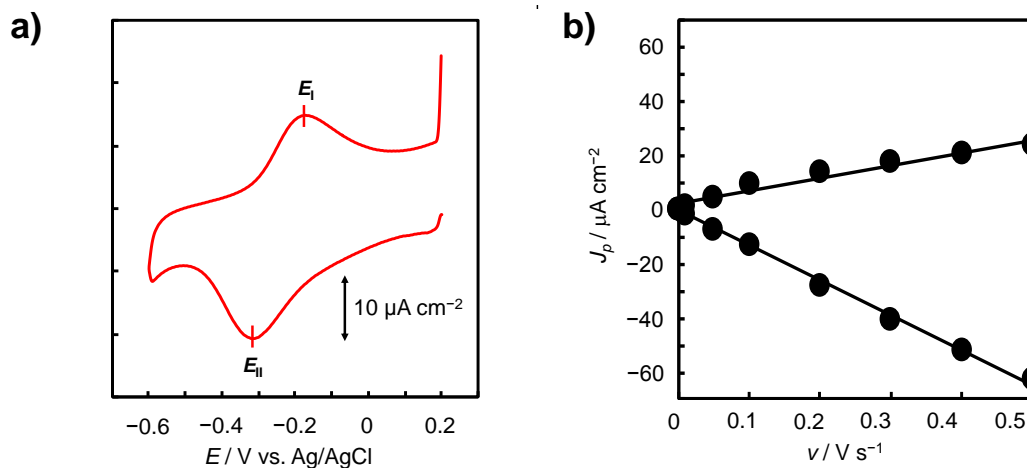 a)
E_I
E_II
10 μA cm⁻²
−0.6 −0.4 −0.2 0 0.2
E / V vs. Ag/AgCl
b)
60
40
20
0
−20
−40
−60
J_p / μA cm⁻²
0 0.1 0.2 0.3 0.4 0.5
v / V s⁻¹